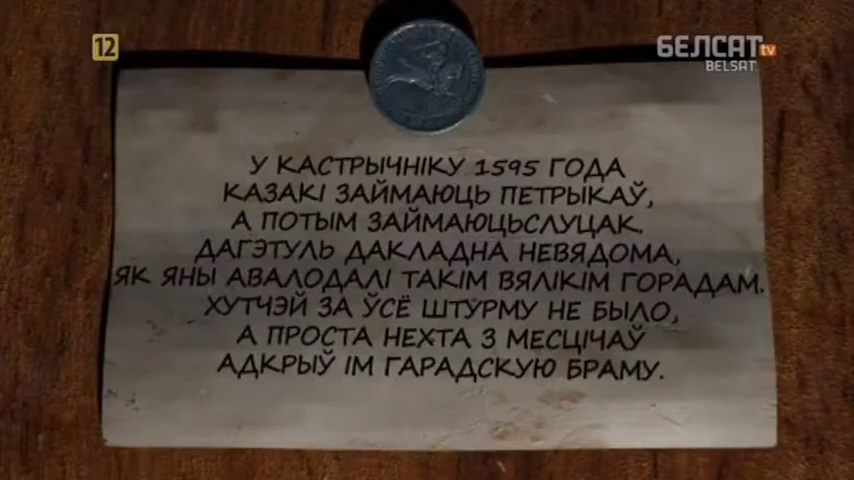 12
БЕЛСАТ tv
BELSAT
У КАСТРЫЧНІКУ 1595 ГОДА
КАЗАКІ ЗАЙМАЮЦЬ ПЕТРЫКАЎ,
А ПОТЫМ ЗАЙМАЮЦЬСЛУЦАК.
ДАГЭТУЛЬ ДАКЛАДНА НЕВЯДОМА,
ЯК ЯНЫ АВАЛОДАЛІ ТАКІМ ВЯЛІКІМ ГОРАДАМ.
ХУТЧЭЙ ЗА ЎСЁ ШТУРМУ НЕ БЫЛО,
А ПРОСТА НЕХТА З МЕСЦІЧАЎ
АДКРЫЎ ІМ ГАРАДСКУЮ БРАМУ.